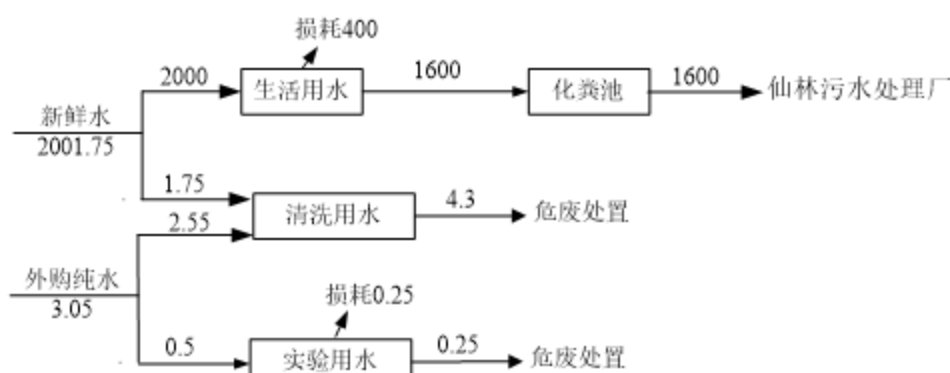 损耗400
2000
生活用水
1600
化粪池
1600
仙林污水处理厂
新鲜水
2001.75
1.75
清洗用水
4.3
危废处置
2.55
外购纯水
3.05
损耗0.25
0.5
实验用水
0.25
危废处置